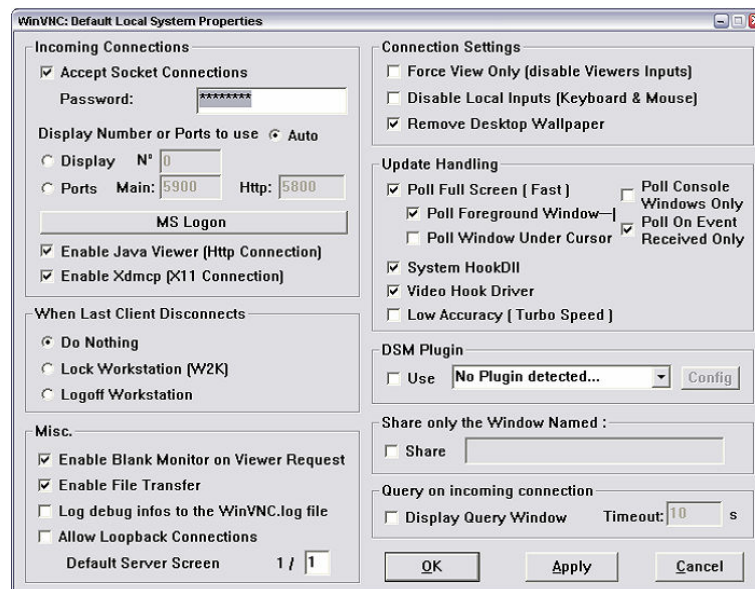 WinVNC: Default Local System Properties
Incoming Connections
Accept Socket Connections
Password: ********
Display Number or Ports to use Auto
Display N° 0
Ports Main: 5900 Http: 5800
MS Logon
Enable Java Viewer (Http Connection)
Enable Xdmcp (X11 Connection)
When Last Client Disconnects
Do Nothing
Lock Workstation (W2K)
Logoff Workstation
Misc.
Enable Blank Monitor on Viewer Request
Enable File Transfer
Log debug infos to the WinVNC.log file
Allow Loopback Connections
Default Server Screen 1 / 1
Connection Settings
Force View Only (disable Viewers Inputs)
Disable Local Inputs (Keyboard & Mouse)
Remove Desktop Wallpaper
Update Handling
Poll Full Screen ( Fast )
Poll Foreground Window
Poll Window Under Cursor
Poll Console
Windows Only
Poll On Event
Received Only
System HookDll
Video Hook Driver
Low Accuracy ( Turbo Speed )
DSM Plugin
Use No Plugin detected... Config
Share only the Window Named :
Share
Query on incoming connection
Display Query Window Timeout: 10 s
OK Apply Cancel